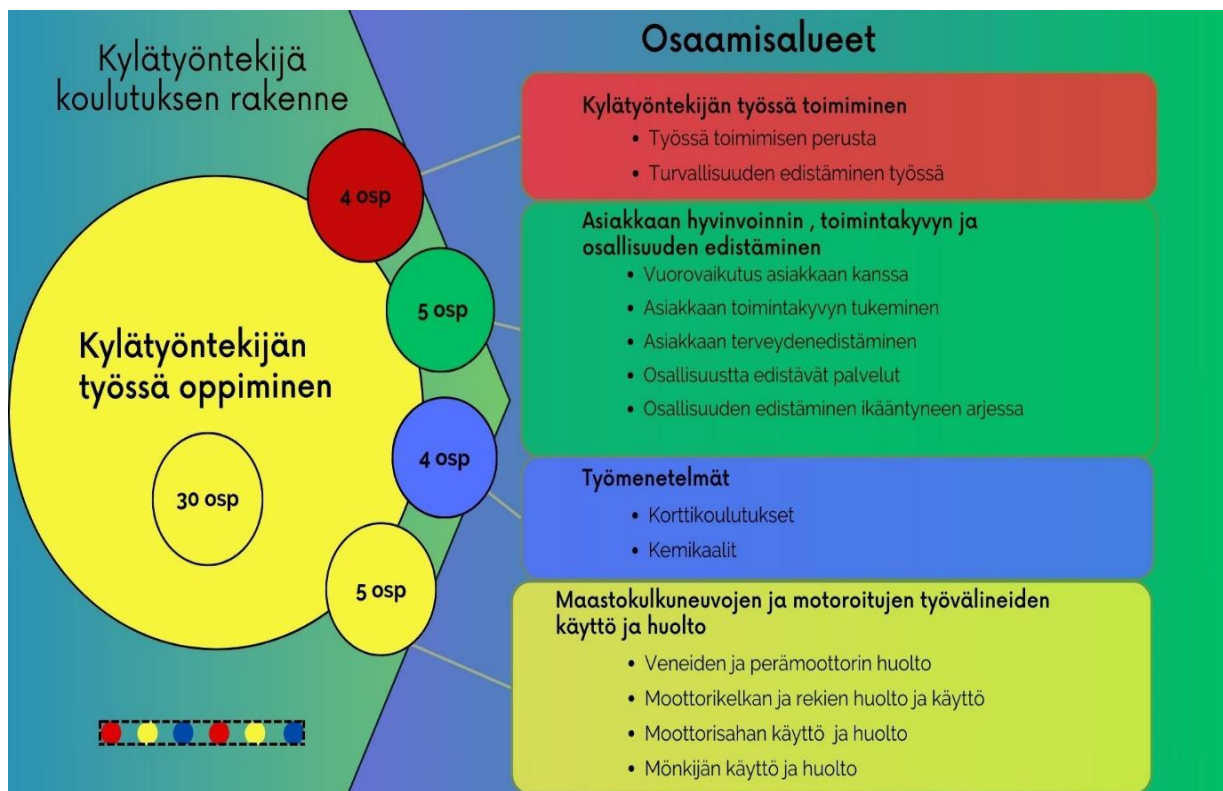 Kylätyöntekijä
koulutuksen rakenne
4 osp
5 osp
Kylätyöntekijän
työssä oppiminen
30 osp
4 osp
5 osp
Osaamisalueet
Kylätyöntekijän työssä toimiminen
• Työssä toimimisen perusta
• Turvallisuuden edistäminen työssä
Asiakkaan hyvinvoinnin , toimintakyvyn ja
osallisuuden edistäminen
• Vuorovaikutus asiakkaan kanssa
• Asiakkaan toimintakyvyn tukeminen
• Asiakkaan terveydenedistäminen
• Osallisuustta edistävät palvelut
• Osallisuuden edistäminen ikääntyneen arjessa
Työmenetelmät
• Korttikoulutukset
• Kemikaalit
Maastokulkuneuvojen ja motoroitujen työvälineiden
käyttö ja huolto
• Veneiden ja perämoottorin huolto
• Moottorikelkan ja rekien huolto ja käyttö
• Moottorisahan käyttö ja huolto
• Mönkijän käyttö ja huolto